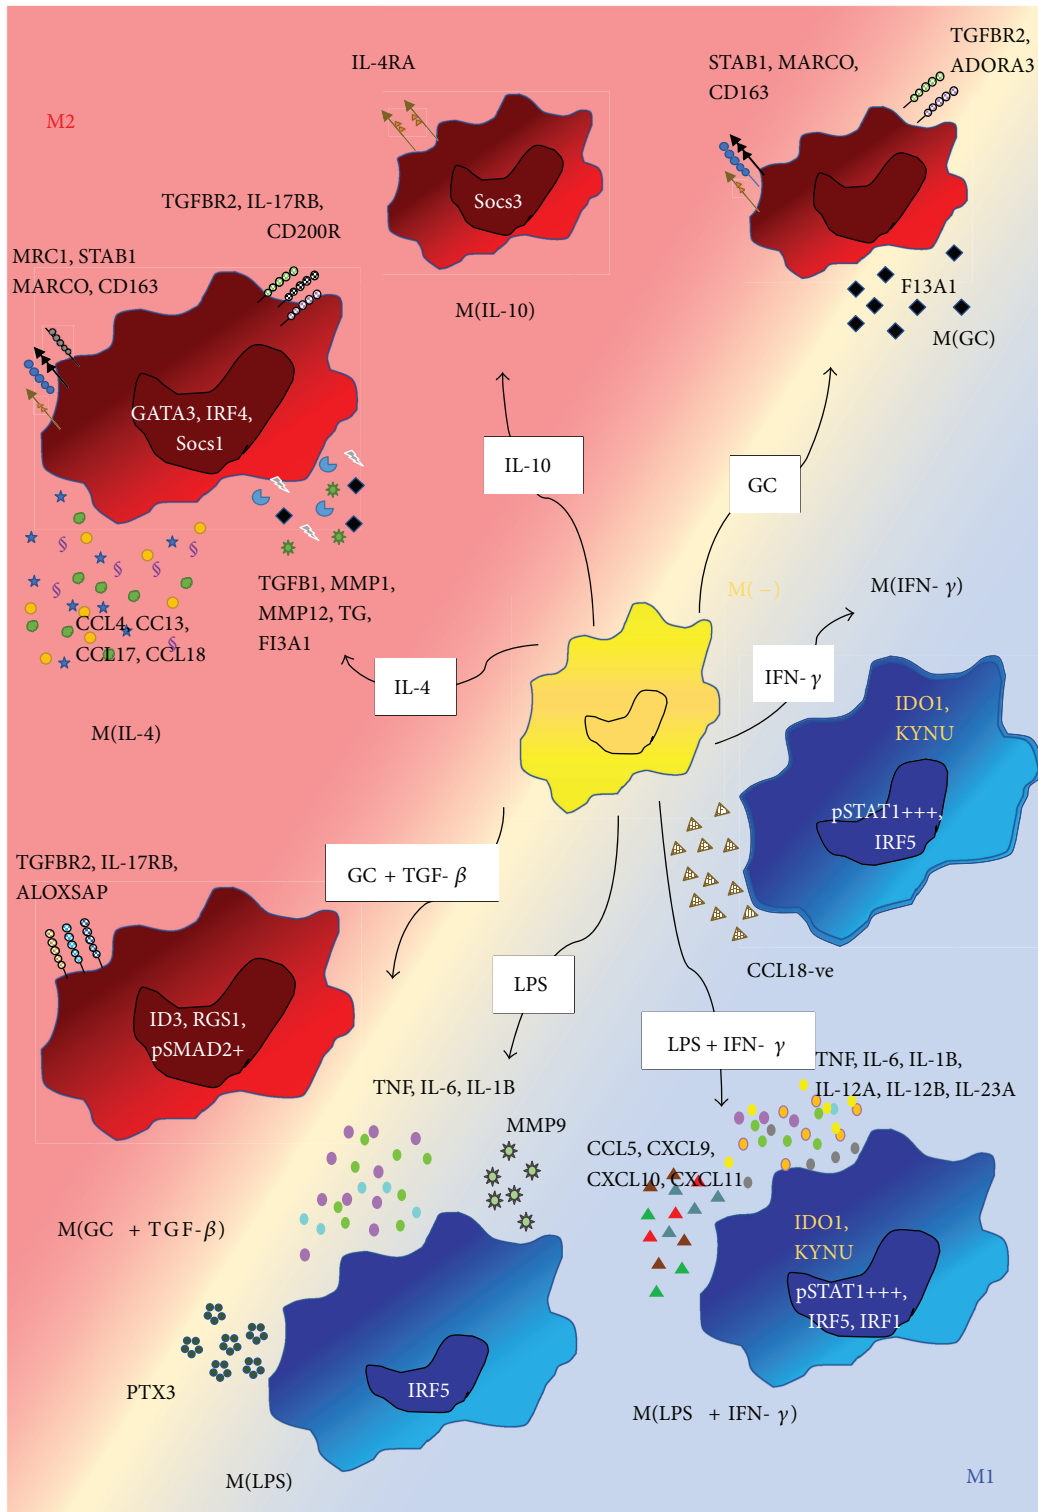 M2
IL-4RA
Socs3
M(IL-10)
STAB1, MARCO,
CD163
TGFBR2,
ADORA3
F13A1
M(GC)
TGFBR2, IL-17RB,
CD200R
MRC1, STAB1
MARCO, CD163
GATA3, IRF4,
Socs1
TGFB1, MMP1,
MMP12, TG,
FI3A1
CCL4, CC13,
CCL17, CCL18
M(IL-4)
IL-10
GC
IL-4
M(−)
M(IFN-γ)
IFN-γ
IDO1,
KYNU
pSTAT1+++,
IRF5
CCL18-ve
GC + TGF-β
TGFBR2, IL-17RB,
ALOXSAP
ID3, RGS1,
pSMAD2+
M(GC + TGF-β)
LPS
LPS + IFN-γ
TNF, IL-6, IL-1B
MMP9
PTX3
IRF5
M(LPS)
TNF, IL-6, IL-1B,
IL-12A, IL-12B, IL-23A
CCL5, CXCL9,
CXCL10, CXCL11
IDO1,
KYNU
pSTAT1+++,
IRF5, IRF1
M(LPS + IFN-γ)
M1